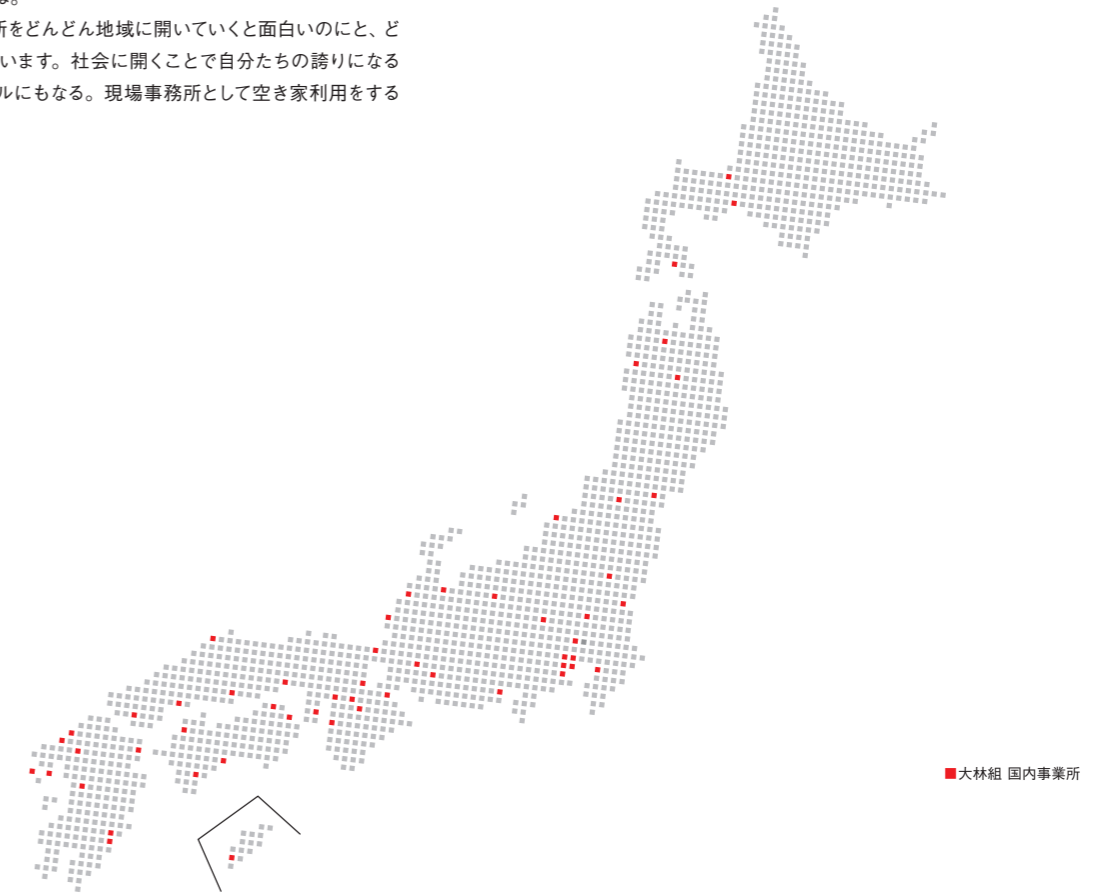 所をどんどん地域に開いていくと面白いのにと、ど
います。社会に開くことで自分たちの誇りになる
ルにもなる。現場事務所として空き家利用をする
■大林組 国内事業所